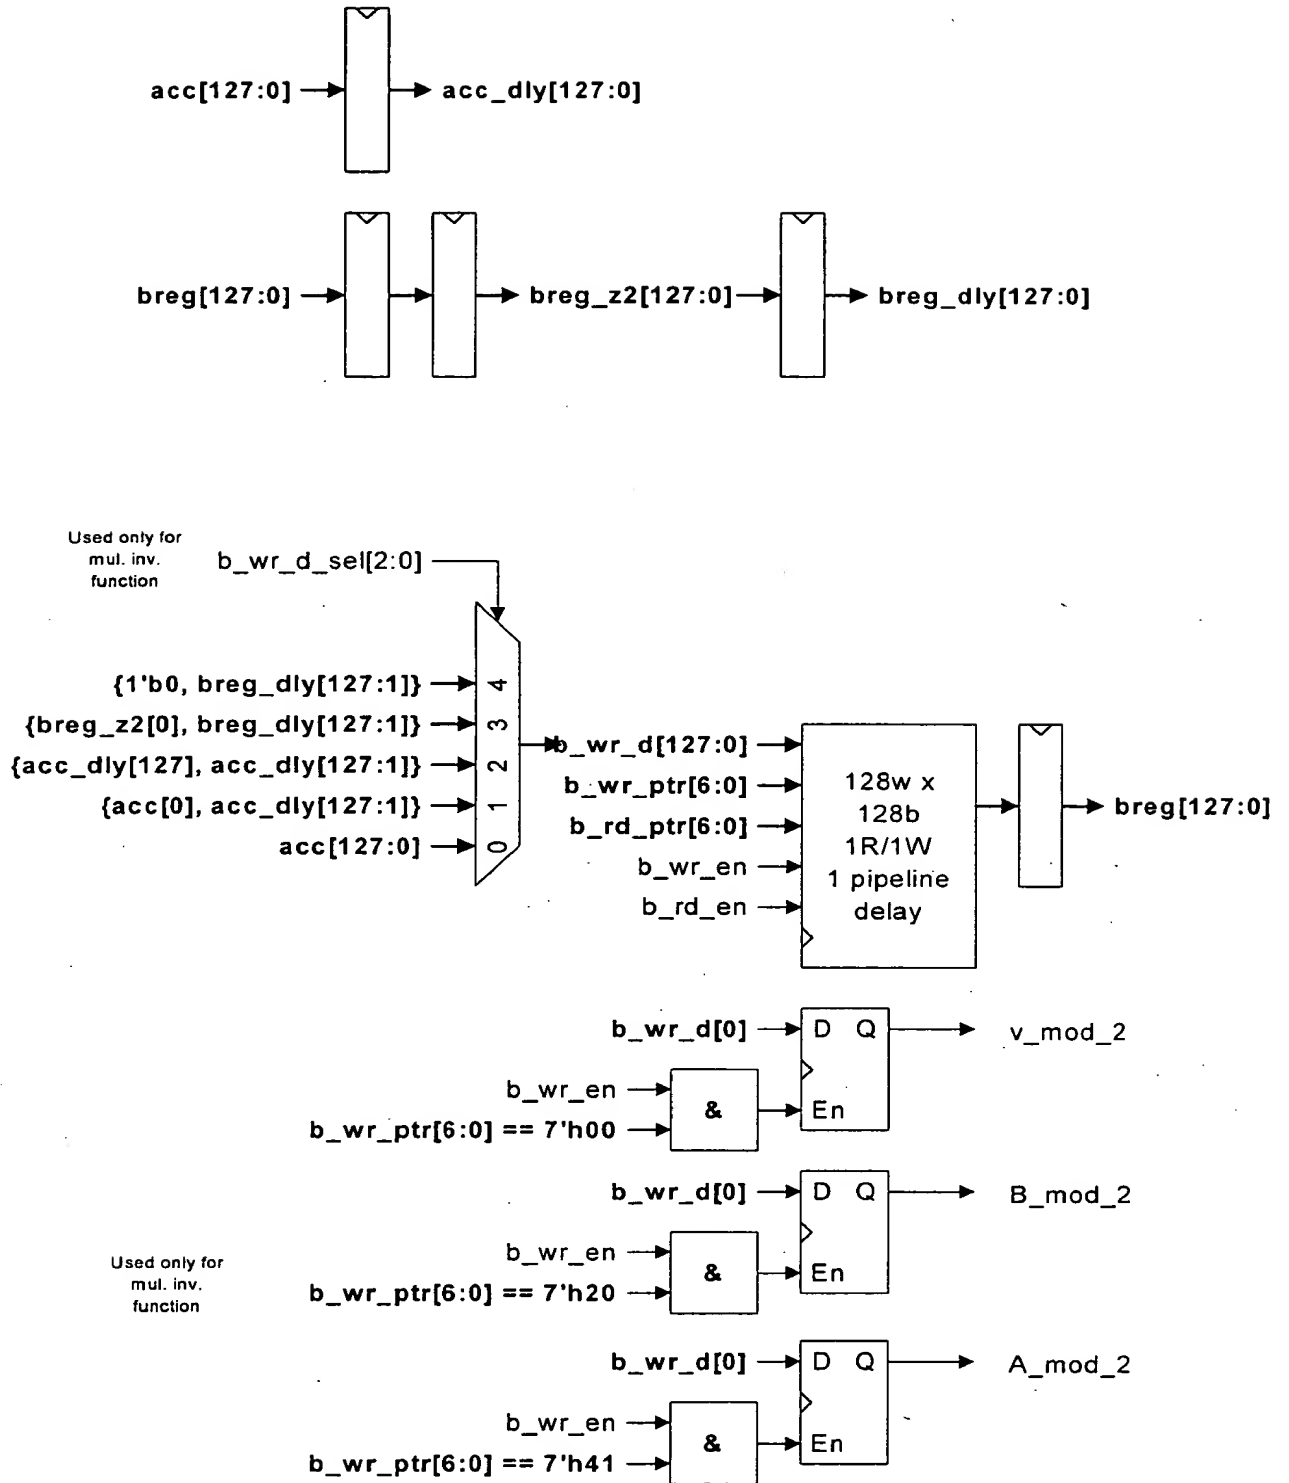 acc[127:0]
acc_dly[127:0]
breg[127:0]
breg_z2[127:0]
breg_dly[127:0]
Used only for
mul. inv.
function
b_wr_d_sel[2:0]
{1'b0, breg_dly[127:1]}
4
{breg_z2[0], breg_dly[127:1]}
3
{acc_dly[127], acc_dly[127:1]}
2
{acc[0], acc_dly[127:1]}
1
acc[127:0]
0
b_wr_d[127:0]
b_wr_ptr[6:0]
b_rd_ptr[6:0]
b_wr_en
b_rd_en
128w x
128b
1R/1W
1 pipeline
delay
breg[127:0]
b_wr_d[0]
D Q
v_mod_2
b_wr_en
&
En
b_wr_ptr[6:0] == 7'h00
b_wr_d[0]
D Q
B_mod_2
Used only for
mul. inv.
function
b_wr_en
&
En
b_wr_ptr[6:0] == 7'h20
b_wr_d[0]
D Q
A_mod_2
b_wr_en
&
En
b_wr_ptr[6:0] == 7'h41